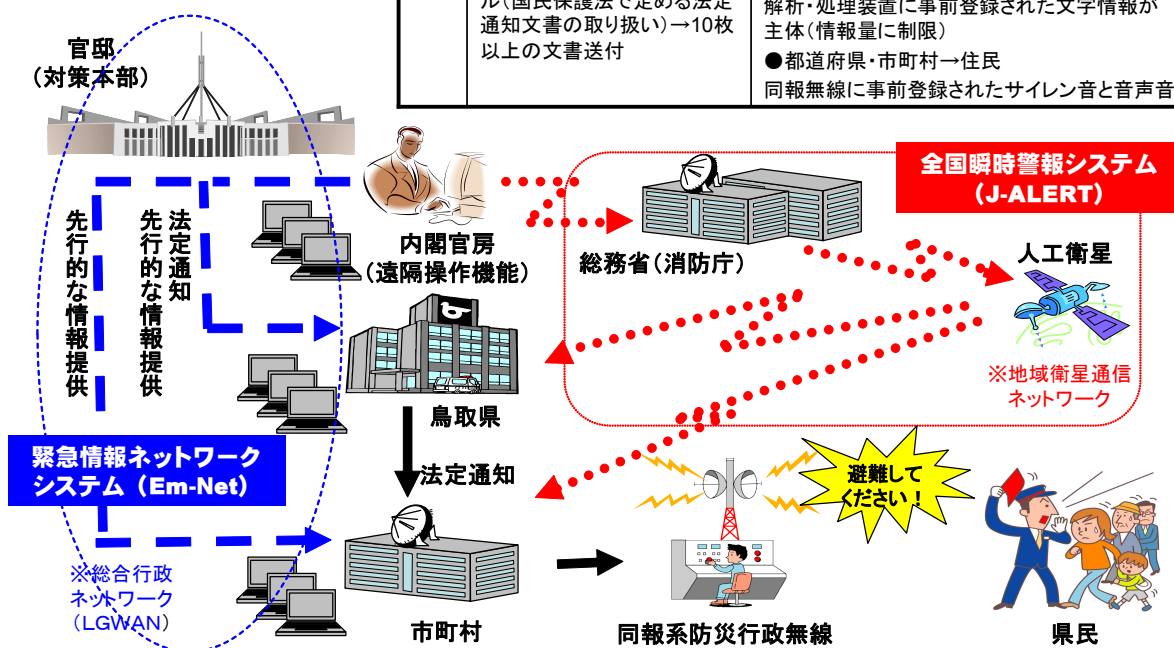 ル(国民保護法で定める法定
通知文書の取り扱い)→10枚
以上の文書送付
解析・処理装置に事前登録された文字情報が
主体(情報量に制限)
●都道府県・市町村→住民
同報無線に事前登録されたサイレン音と音声音
官邸
(対策本部)
全国瞬時警報システム
(J-ALERT)
先行的な情報提供
法定通知
先行的な情報提供
内閣官房
(遠隔操作機能)
総務省(消防庁)
人工衛星
※地域衛星通信
ネットワーク
鳥取県
緊急情報ネットワーク
システム(Em-Net)
法定通知
避難して
ください!
※総合行政
ネットワーク
(LGWAN)
市町村
同報系防災行政無線
県民